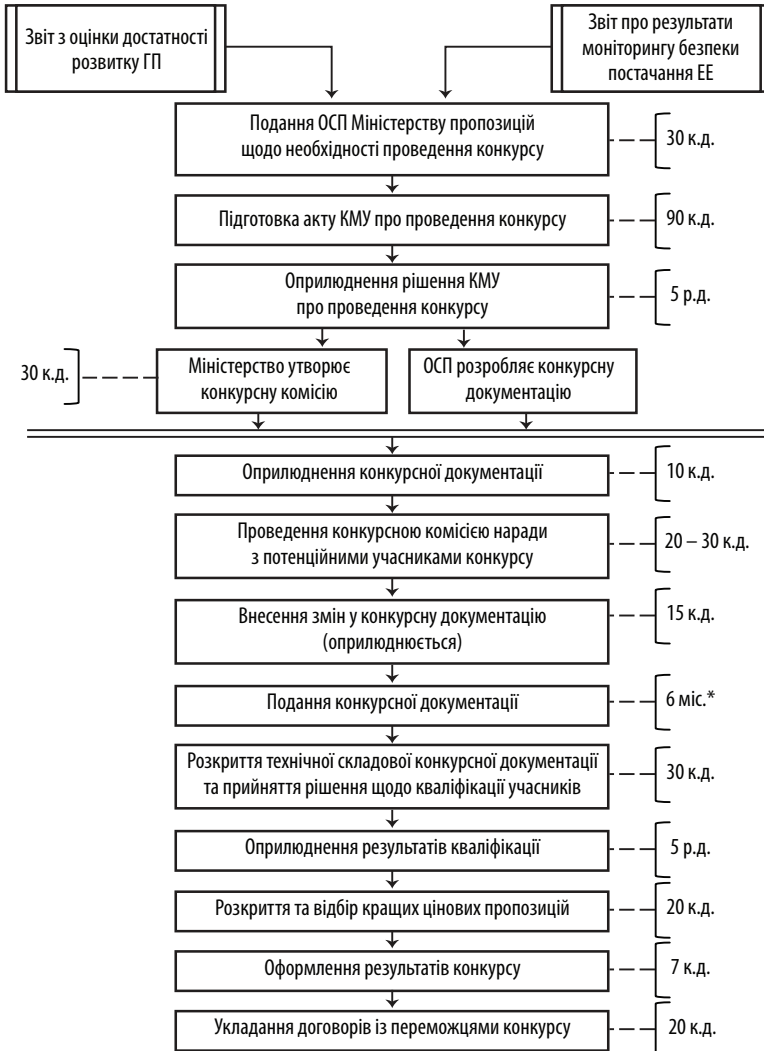 Звіт з оцінки достатності
розвитку ГП
Звіт про результати
моніторингу безпеки
постачання ЕЕ
Подання ОСП Міністерству пропозицій
щодо необхідності проведення конкурсу
30 к.д.
Підготовка акту КМУ про проведення конкурсу
90 к.д.
Оприлюднення рішення КМУ
про проведення конкурсу
5 р.д.
30 к.д.
Міністерство утворює
конкурсну комісію
ОСП розробляє конкурсну
документацію
Оприлюднення конкурсної документації
10 к.д.
Проведення конкурсною комісією наради
з потенційними учасниками конкурсу
20 – 30 к.д.
Внесення змін у конкурсну документацію
(оприлюднюється)
15 к.д.
Подання конкурсної документації
6 міс.*
Розкриття технічної складової конкурсної документації
та прийняття рішення щодо кваліфікації учасників
30 к.д.
Оприлюднення результатів кваліфікації
5 р.д.
Розкриття та відбір кращих цінових пропозицій
20 к.д.
Оформлення результатів конкурсу
7 к.д.
Укладання договорів із переможцями конкурсу
20 к.д.